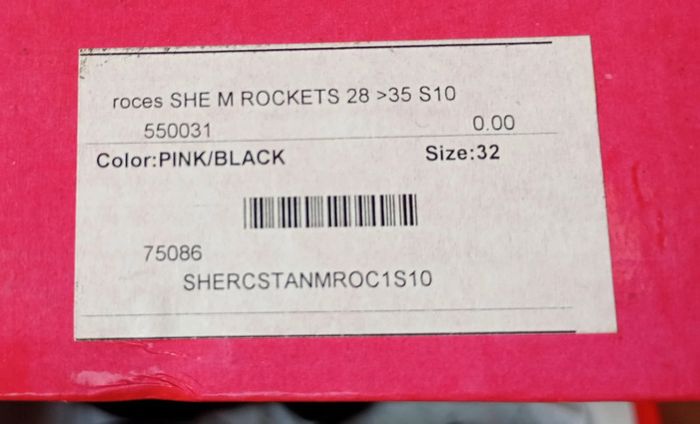 roces SHE M ROCKETS 28 >35 S10
550031 0.00
Color:PINK/BLACK Size:32
75086
SHERCSTANMROC1S10